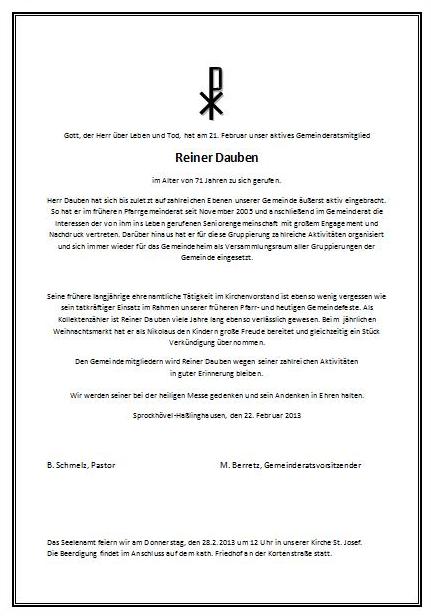 Gott, der Herr über Leben und Tod, hat am 21. Februar unser aktives Gemeinderatsmitglied
Reiner Dauben
im Alter von 71 Jahren zu sich gerufen.
Herr Dauben hat sich bis zuletzt auf zahlreichen Ebenen unserer Gemeinde äußerst aktiv eingebracht.
So hat er im früheren Pfarrgemeinderat seit November 2005 und anschließend im Gemeinderat die
Interessen der von ihm ins Leben gerufenen Seniorengemeinschaft mit großem Engagement und
Nachdruck vertreten. Darüber hinaus hat er für diese Gruppierung zahlreiche Aktivitäten organisiert
und sich immer wieder für das Gemeindeheim als Versammlungsraum aller Gruppierungen der
Gemeinde eingesetzt.
Seine frühere langjährige ehrenamtliche Tätigkeit im Kirchenvorstand ist ebenso wenig vergessen wie
sein tatkräftiger Einsatz im Rahmen unserer früheren Pfarr- und heutigen Gemeindefeste. Als
Kollektenzähler ist Reiner Dauben viele Jahre lang ebenso verlässlich gewesen. Beim jährlichen
Weihnachtsmarkt hat er als Nikolaus den Kindern große Freude bereitet und gleichzeitig ein Stück
Verkündigung übernommen.
Den Gemeindemitgliedern wird Reiner Dauben wegen seiner zahlreichen Aktivitäten
in guter Erinnerung bleiben.
Wir werden seiner bei der heiligen Messe gedenken und sein Andenken in Ehren halten.
Sprockhövel-Haßlinghausen, den 22. Februar 2013
B. Schmelz, Pastor M. Berretz, Gemeinderatsvorsitzender
Das Seelenamt feiern wir am Donnerstag, den 28.2.2013 um 12 Uhr in unserer Kirche St. Josef.
Die Beerdigung findet im Anschluss auf dem kath. Friedhof an der Kortenstraße statt.